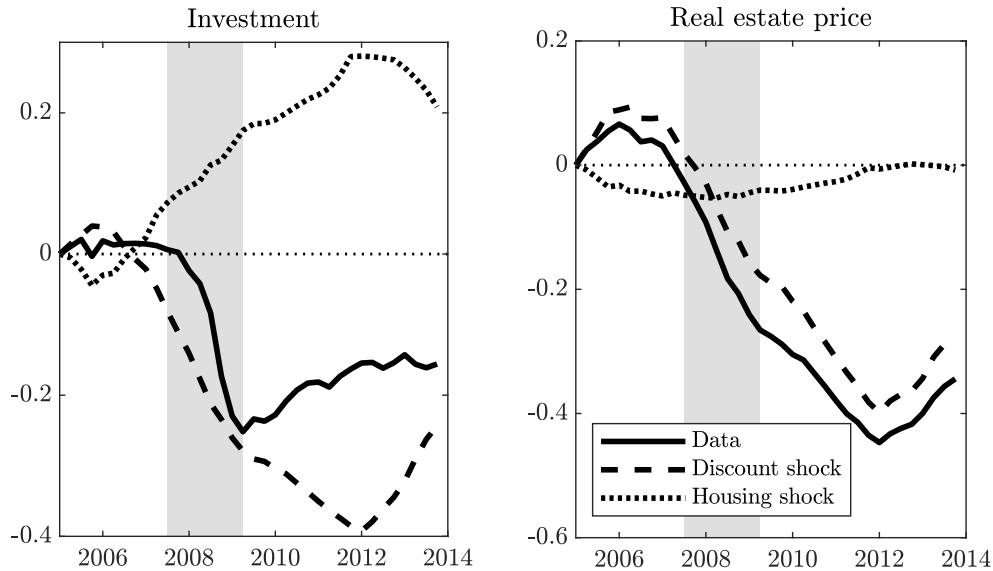 Investment
0.2
0
-0.2
-0.4
2006 2008 2010 2012 2014
Real estate price
0.2
0
-0.2
-0.4
-0.6
2006 2008 2010 2012 2014
Data
Discount shock
Housing shock